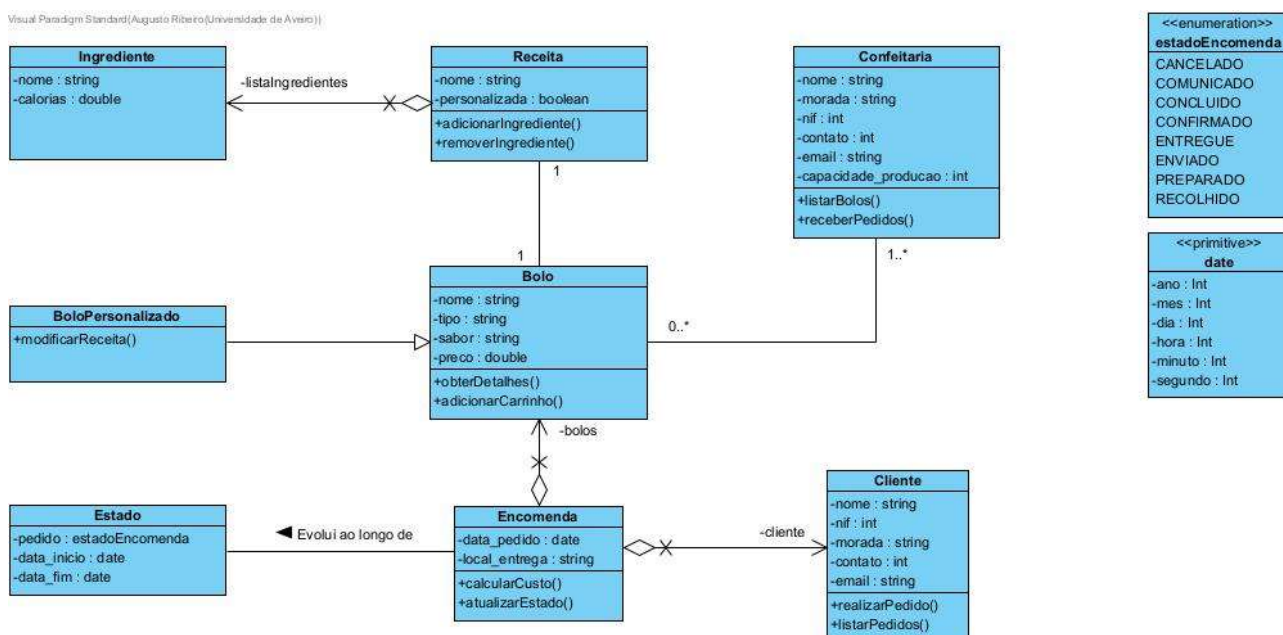 Visual Paradigm Standard(Augusto Ribeiro(Universidade de Aveiro))
Ingrediente
-nome : string
-calorias : double
-listaIngredientes
Receita
-nome : string
-personalizada : boolean
+adicionarIngrediente()
+removerIngrediente()
1
1
Confeitaria
-nome : string
-morada : string
-nif : int
-contato : int
-email : string
-capacidade_producao : int
+listarBolos()
+receberPedidos()
1..*
0..*
<<enumeration>>
estadoEncomenda
CANCELADO
COMUNICADO
CONCLUIDO
CONFIRMADO
ENTREGUE
ENVIADO
PREPARADO
RECOLHIDO
<<primitive>>
date
-ano : Int
-mes : Int
-dia : Int
-hora : Int
-minuto : Int
-segundo : Int
BoloPersonalizado
+modificarReceita()
Bolo
-nome : string
-tipo : string
-sabor : string
-preco : double
+obterDetalhes()
+adicionarCarrinho()
-bolos
Estado
-pedido : estadoEncomenda
-data_inicio : date
-data_fim : date
Evolui ao longo de
Encomenda
-data_pedido : date
-local_entrega : string
+calcularCusto()
+atualizarEstado()
-cliente
Cliente
-nome : string
-nif : int
-morada : string
-contato : int
-email : string
+realizarPedido()
+listarPedidos()